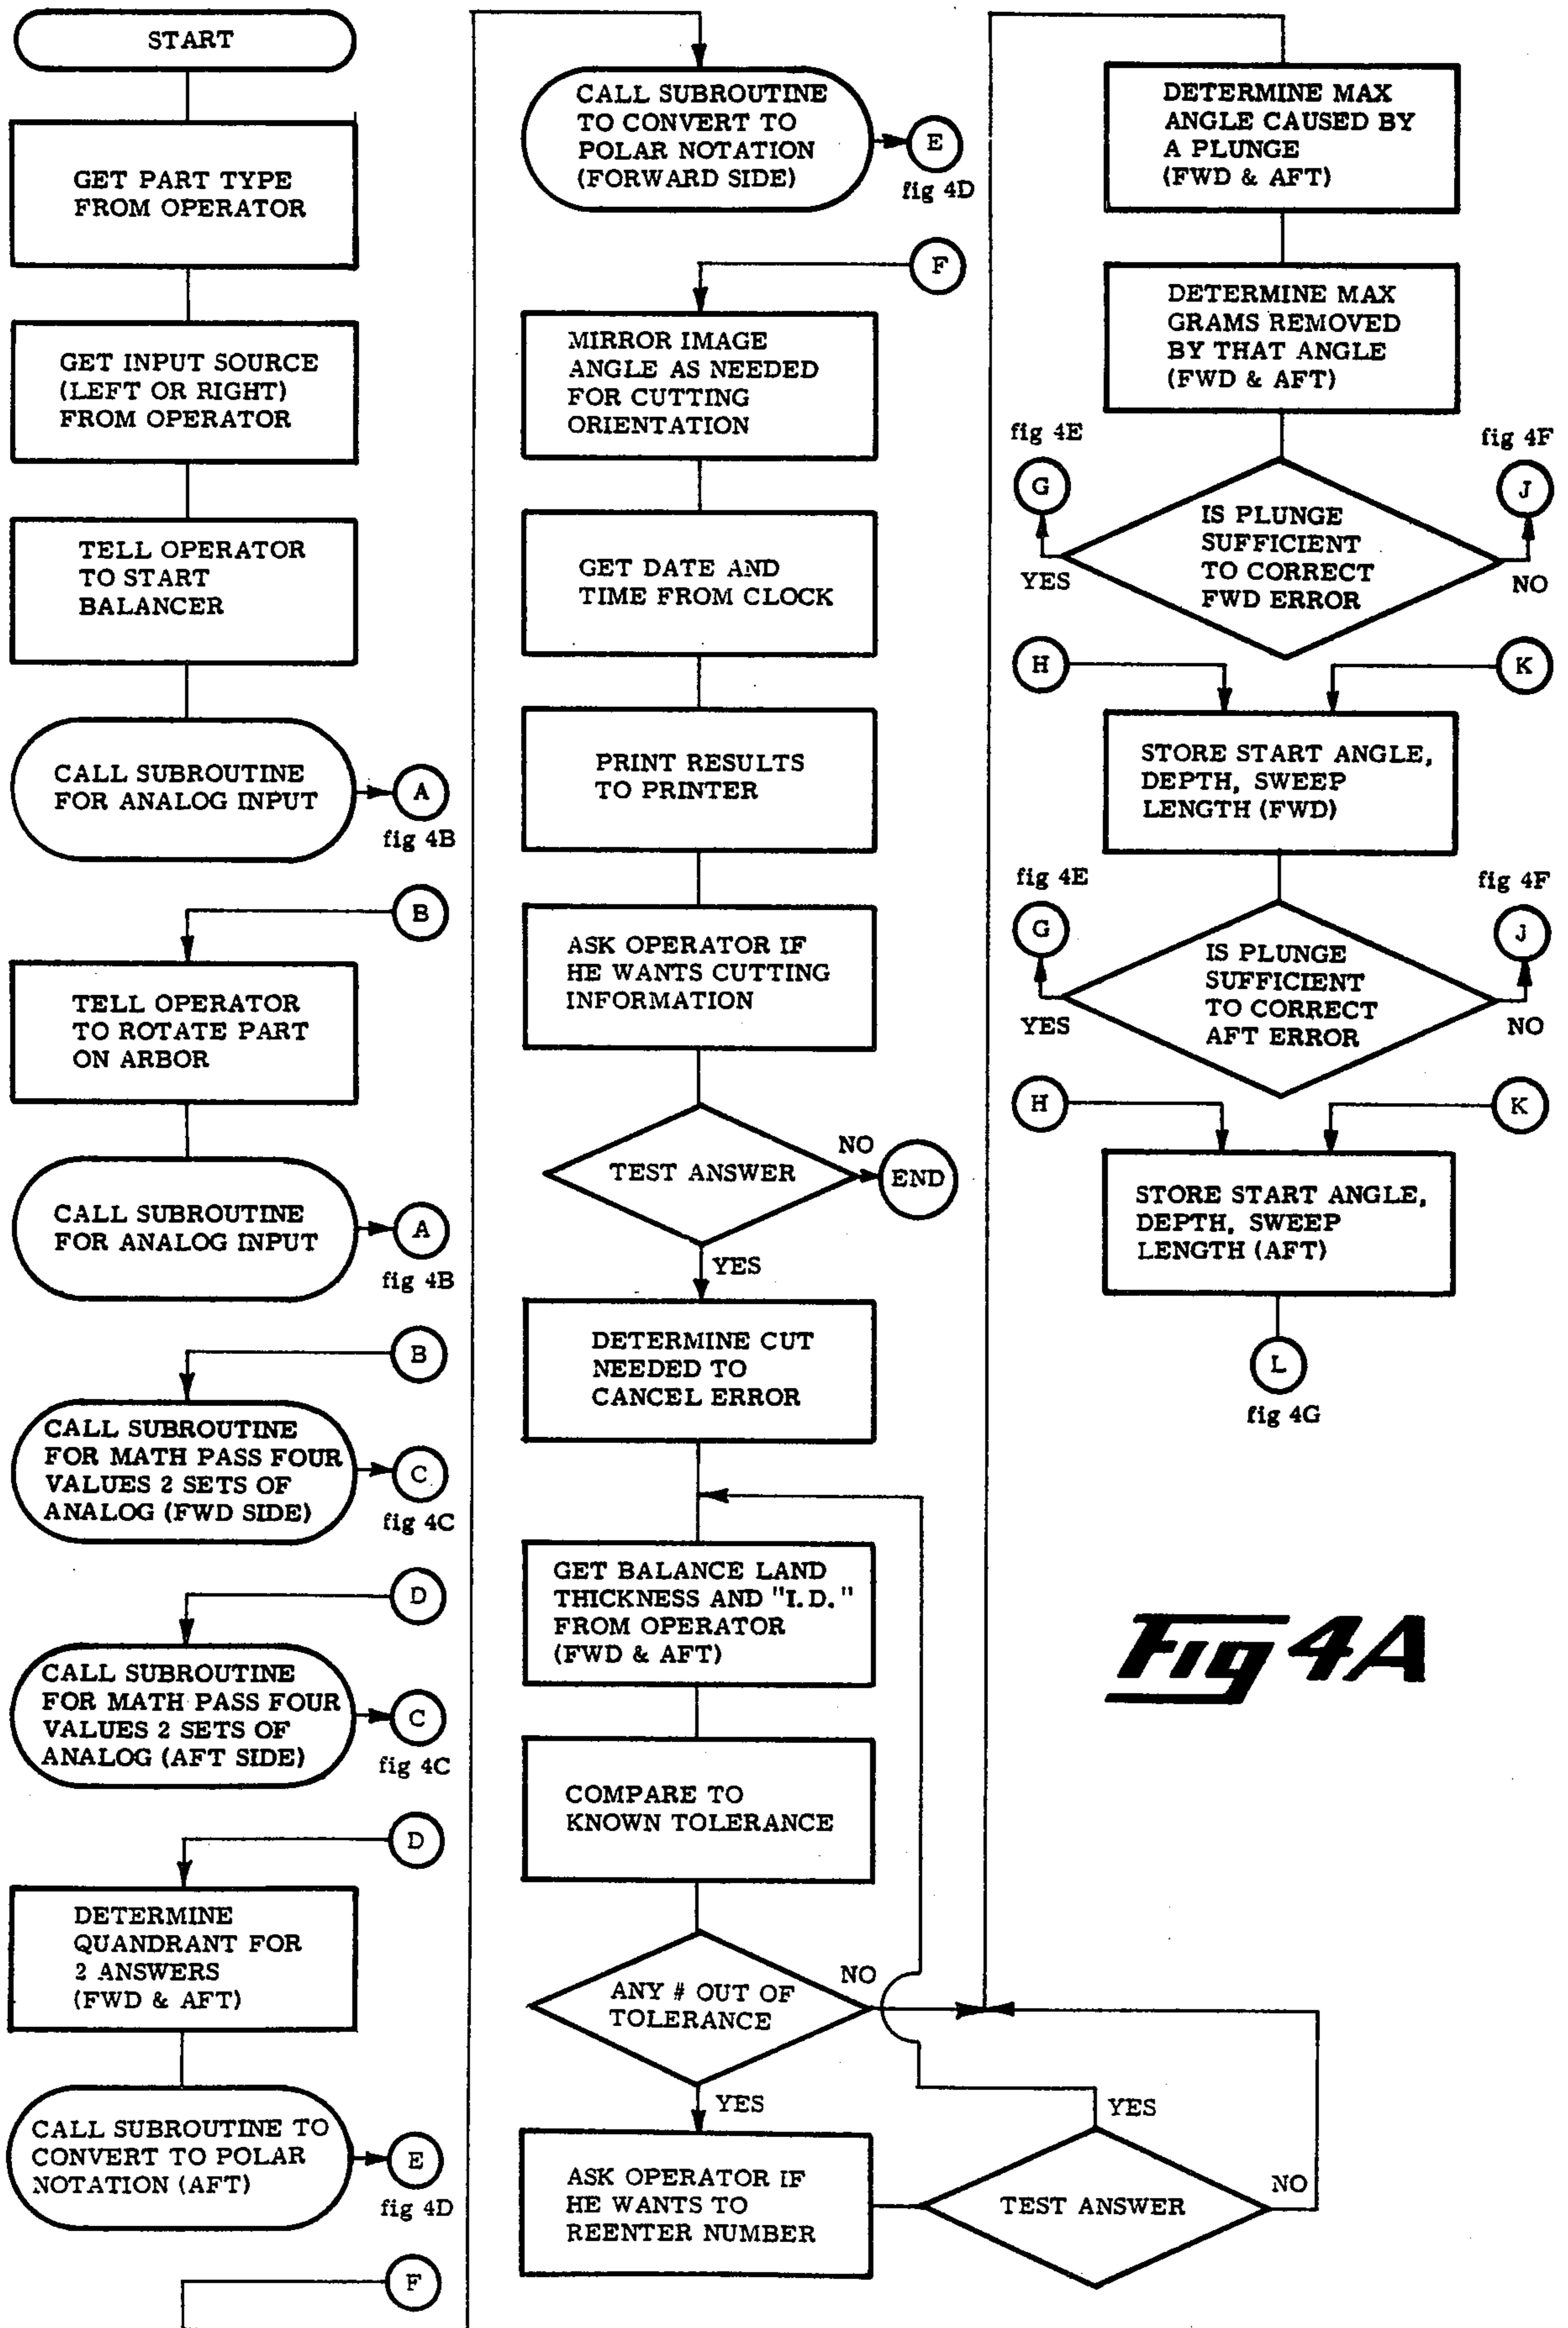 START
GET PART TYPE
FROM OPERATOR
GET INPUT SOURCE
(LEFT OR RIGHT)
FROM OPERATOR
TELL OPERATOR
TO START
BALANCER
CALL SUBROUTINE
FOR ANALOG INPUT
A
fig 4B
B
TELL OPERATOR
TO ROTATE PART
ON ARBOR
CALL SUBROUTINE
FOR ANALOG INPUT
A
fig 4B
B
CALL SUBROUTINE
FOR MATH PASS FOUR
VALUES 2 SETS OF
ANALOG (FWD SIDE)
C
fig 4C
D
CALL SUBROUTINE
FOR MATH PASS FOUR
VALUES 2 SETS OF
ANALOG (AFT SIDE)
C
fig 4C
D
DETERMINE
QUANDRANT FOR
2 ANSWERS
(FWD & AFT)
CALL SUBROUTINE TO
CONVERT TO POLAR
NOTATION (AFT)
E
fig 4D
F
CALL SUBROUTINE
TO CONVERT TO
POLAR NOTATION
(FORWARD SIDE)
E
fig 4D
F
MIRROR IMAGE
ANGLE AS NEEDED
FOR CUTTING
ORIENTATION
GET DATE AND
TIME FROM CLOCK
PRINT RESULTS
TO PRINTER
ASK OPERATOR IF
HE WANTS CUTTING
INFORMATION
TEST ANSWER
NO
END
YES
DETERMINE CUT
NEEDED TO
CANCEL ERROR
GET BALANCE LAND
THICKNESS AND "I.D."
FROM OPERATOR
(FWD & AFT)
COMPARE TO
KNOWN TOLERANCE
ANY # OUT OF
TOLERANCE
NO
YES
ASK OPERATOR IF
HE WANTS TO
REENTER NUMBER
YES
TEST ANSWER
NO
DETERMINE MAX
ANGLE CAUSED BY
A PLUNGE
(FWD & AFT)
DETERMINE MAX
GRAMS REMOVED
BY THAT ANGLE
(FWD & AFT)
fig 4E
G
fig 4F
J
IS PLUNGE
SUFFICIENT
TO CORRECT
FWD ERROR
YES
NO
H
K
STORE START ANGLE,
DEPTH, SWEEP
LENGTH (FWD)
fig 4E
G
fig 4F
J
IS PLUNGE
SUFFICIENT
TO CORRECT
AFT ERROR
YES
NO
H
K
STORE START ANGLE,
DEPTH, SWEEP
LENGTH (AFT)
L
fig 4G
Fig 4A